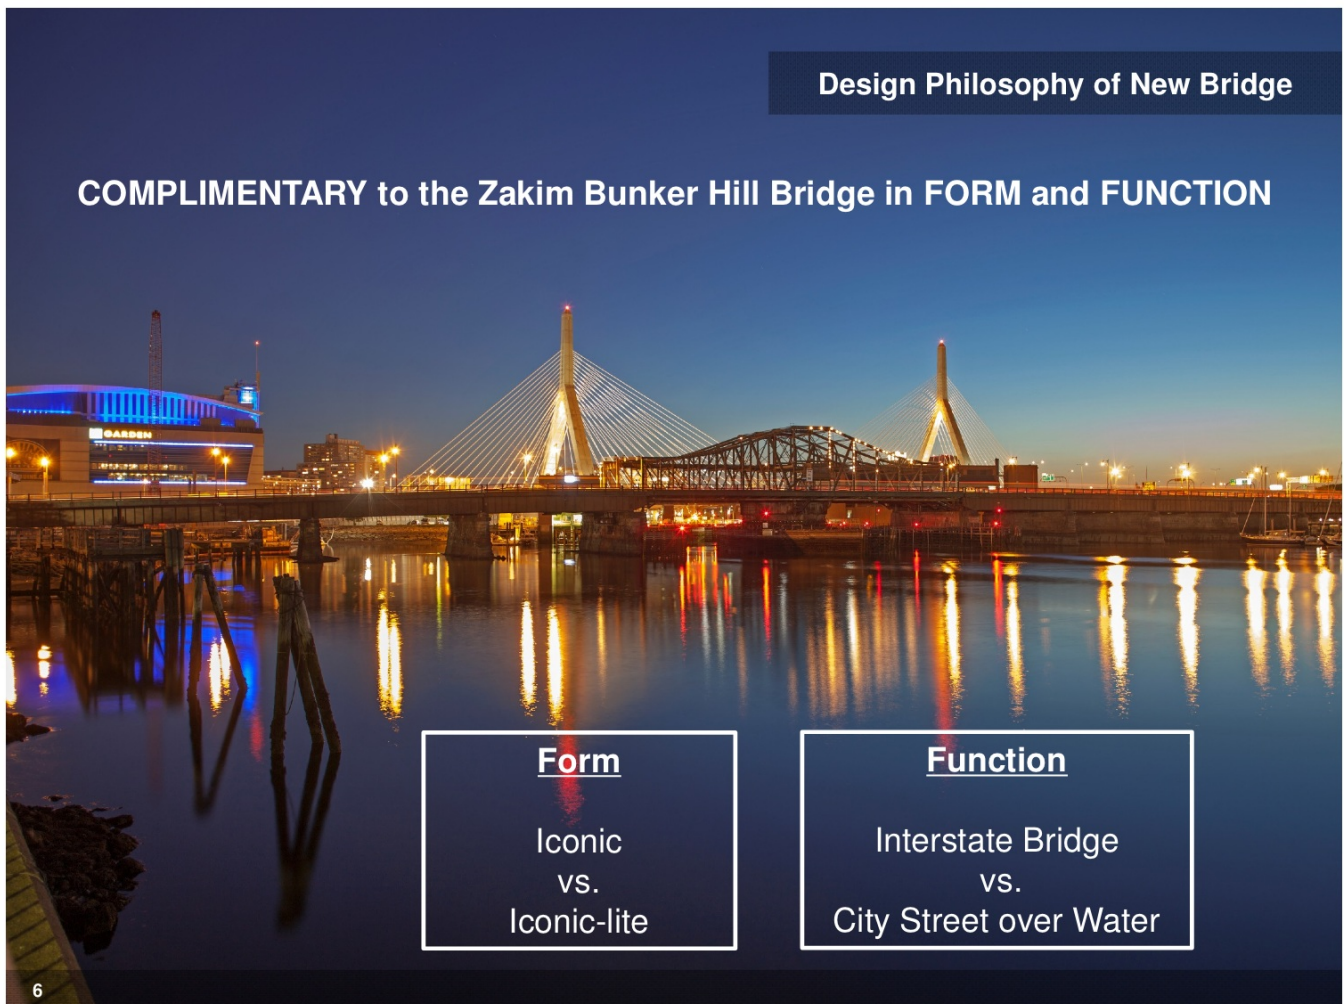 Design Philosophy of New Bridge
COMPLIMENTARY to the Zakim Bunker Hill Bridge in FORM and FUNCTION
GARDEN
Form
Iconic
vs.
Iconic-lite
Function
Interstate Bridge
vs.
City Street over Water
6